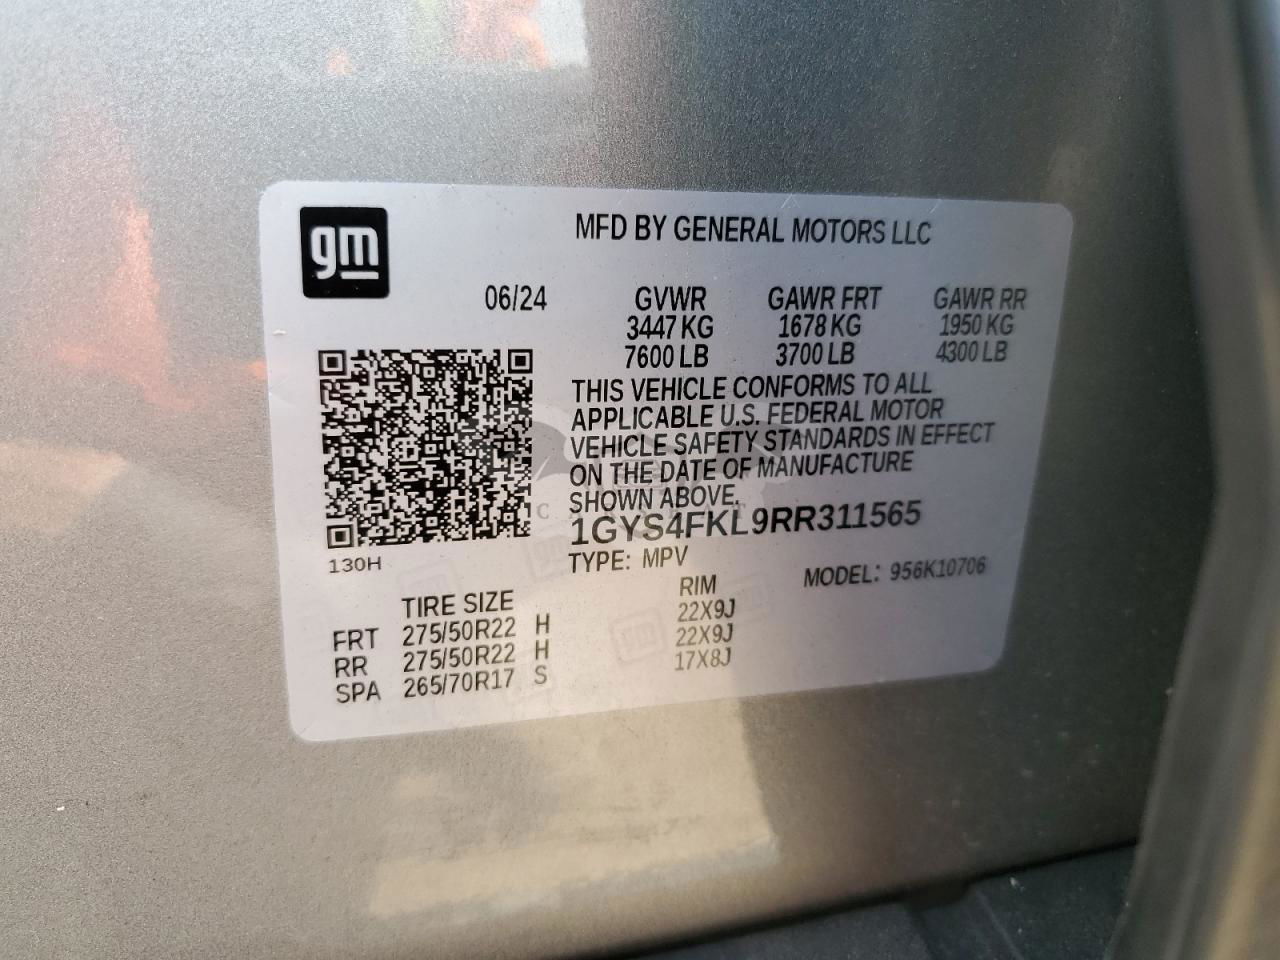 gm
MFD BY GENERAL MOTORS LLC
06/24 GVWR GAWR FRT GAWR RR
3447 KG 1678 KG 1950 KG
7600 LB 3700 LB 4300 LB
THIS VEHICLE CONFORMS TO ALL
APPLICABLE U.S. FEDERAL MOTOR
VEHICLE SAFETY STANDARDS IN EFFECT
ON THE DATE OF MANUFACTURE
SHOWN ABOVE.
1GYS4FKL9RR311565
130H
TYPE: MPV
MODEL: 956K10706
TIRE SIZE RIM
FRT 275/50R22 H 22X9J
RR 275/50R22 H 22X9J
SPA 265/70R17 S 17X8J